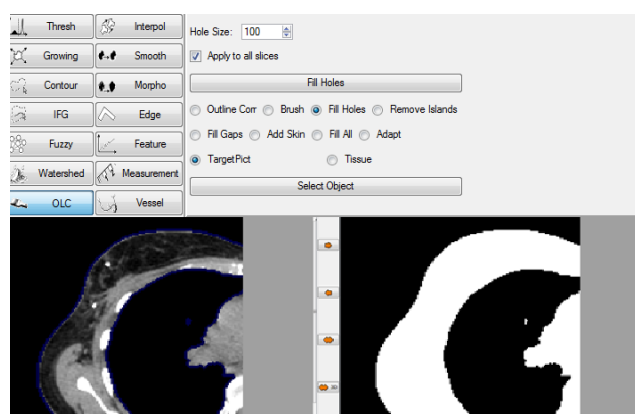 Thresh Interpol Hole Size: 100
Growing Smooth Apply to all slices
Contour Morpho Fill Holes
IFG Edge Outline Corr Brush Fill Holes Remove Islands
Fuzzy Feature Fill Gaps Add Skin Fill All Adapt
Watershed Measurement TargetPict Tissue
OLC Vessel Select Object